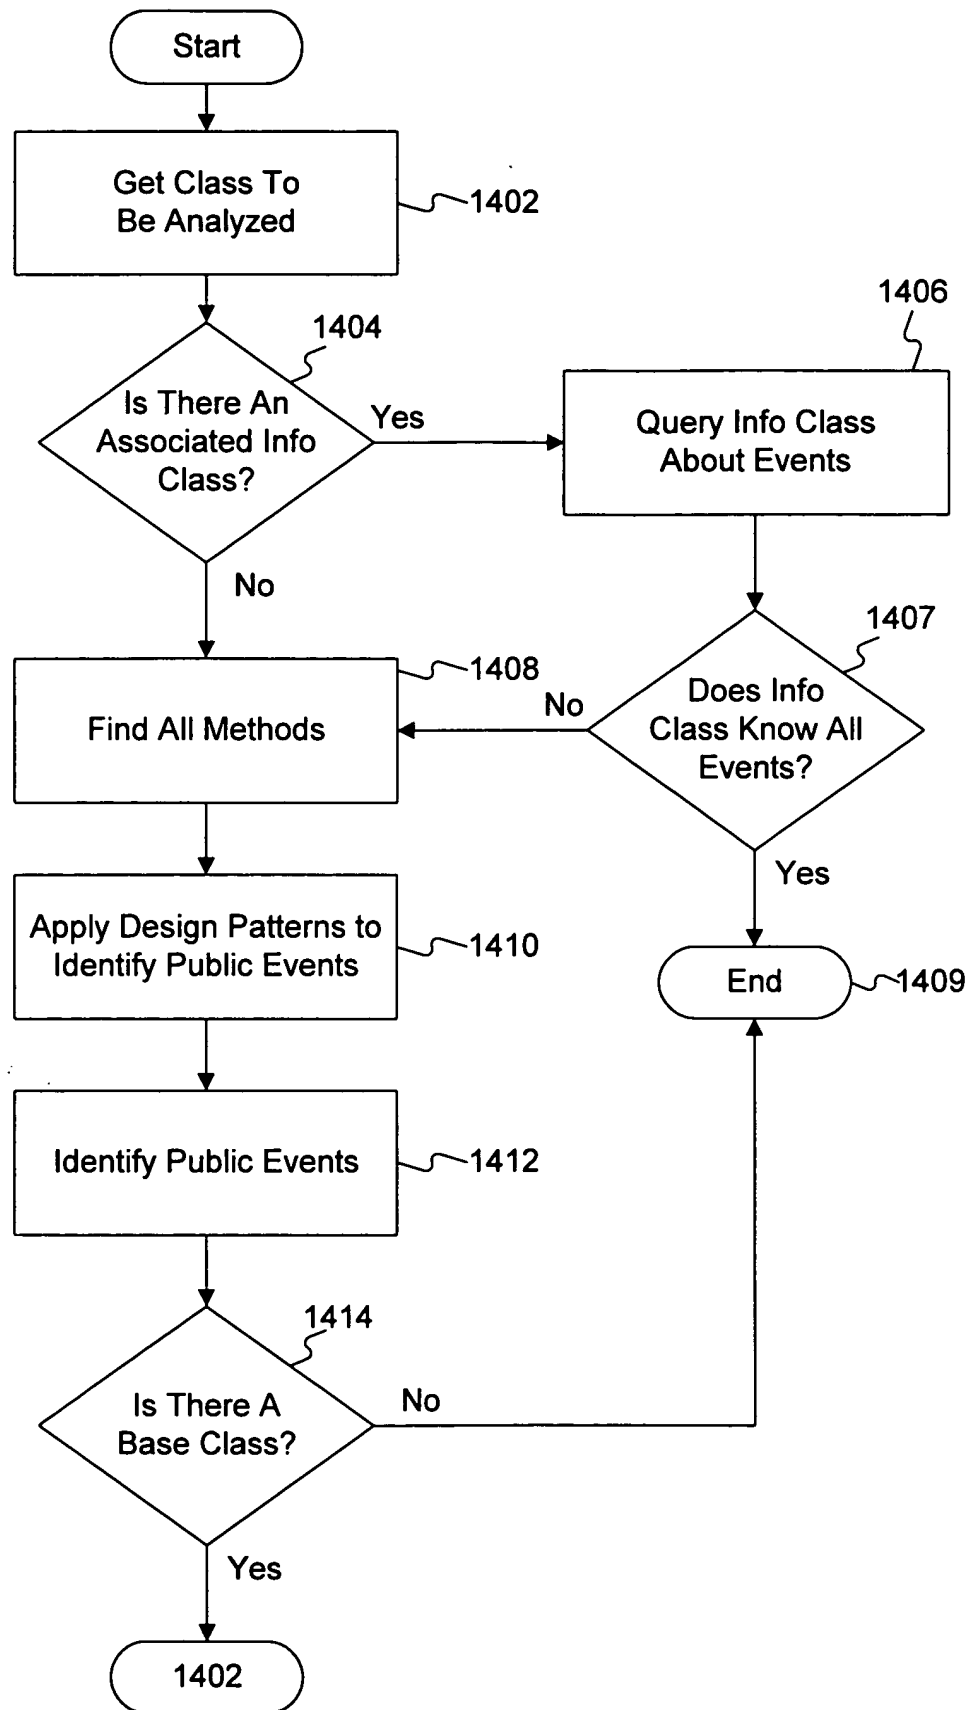 Start
Get Class To
Be Analyzed
1402
1404
Is There An
Associated Info
Class?
Yes
1406
Query Info Class
About Events
No
1407
Does Info
Class Know All
Events?
No
Yes
1408
Find All Methods
Apply Design Patterns to
Identify Public Events
1410
End
1409
Identify Public Events
1412
1414
Is There A
Base Class?
No
Yes
1402